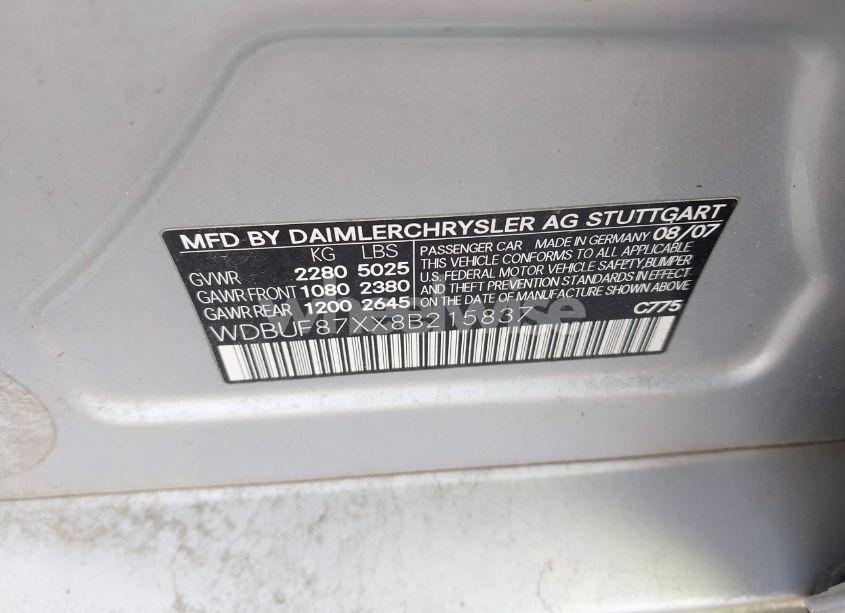 MFD BY DAIMLERCHRYSLER AG STUTTGART
KG LBS
GVWR 2280 5025
GAWR FRONT 1080 2380
GAWR REAR 1200 2645
PASSENGER CAR MADE IN GERMANY 08/07
THIS VEHICLE CONFORMS TO ALL APPLICABLE
U.S. FEDERAL MOTOR VEHICLE SAFETY,BUMPER
AND THEFT PREVENTION STANDARDS IN EFFECT
ON THE DATE OF MANUFACTURE SHOWN ABOVE
WDBUF87XX8B215837
C775